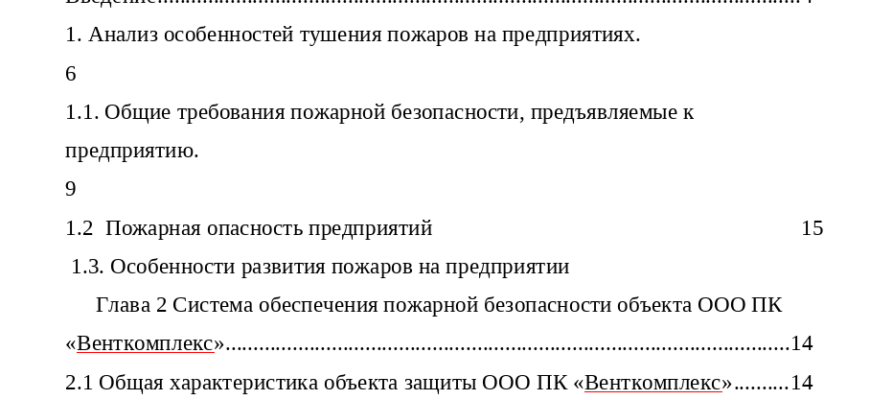 Введение....................................................................................................................4
1. Анализ особенностей тушения пожаров на предприятиях.
6
1.1. Общие требования пожарной безопасности, предъявляемые к
предприятию.
9
1.2  Пожарная опасность предприятий 15
1.3. Особенности развития пожаров на предприятии
Глава 2 Система обеспечения пожарной безопасности объекта ООО ПК
«Венткомплекс»......................................................................................................14
2.1 Общая характеристика объекта защиты ООО ПК «Венткомплекс»..........14